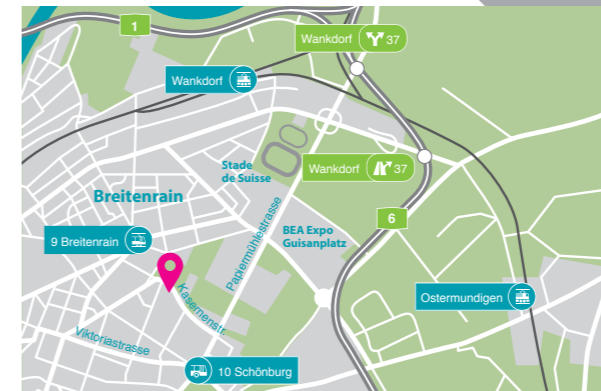 1
Wankdorf 37
Wankdorf
Stade
de Suisse
Wankdorf 37
Breitenrain
Papiermühlestrasse
BEA Expo
Guisanplatz
6
9 Breitenrain
Kasernenstr.
Ostermundigen
Viktoriastrasse
10 Schönburg